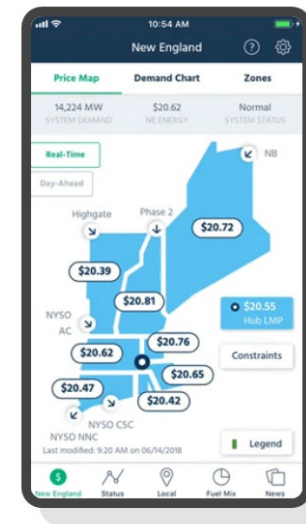 10:54 AM
New England
?
Price Map Demand Chart Zones
14,224 MW $20.62 Normal
SYSTEM DEMAND NE ENERGY SYSTEM STATUS
Real-Time
NB
Day-Ahead
Highgate Phase 2
$20.72
$20.39
$20.81
$20.55
Hub LMP
NYSO
AC
$20.76
$20.62
Constraints
$20.65
$20.47
$20.42
NYSO CSC
NYSO NNC
Legend
Last modified: 9:20 AM on 06/14/2018
$
New England Status Local Fuel Mix News